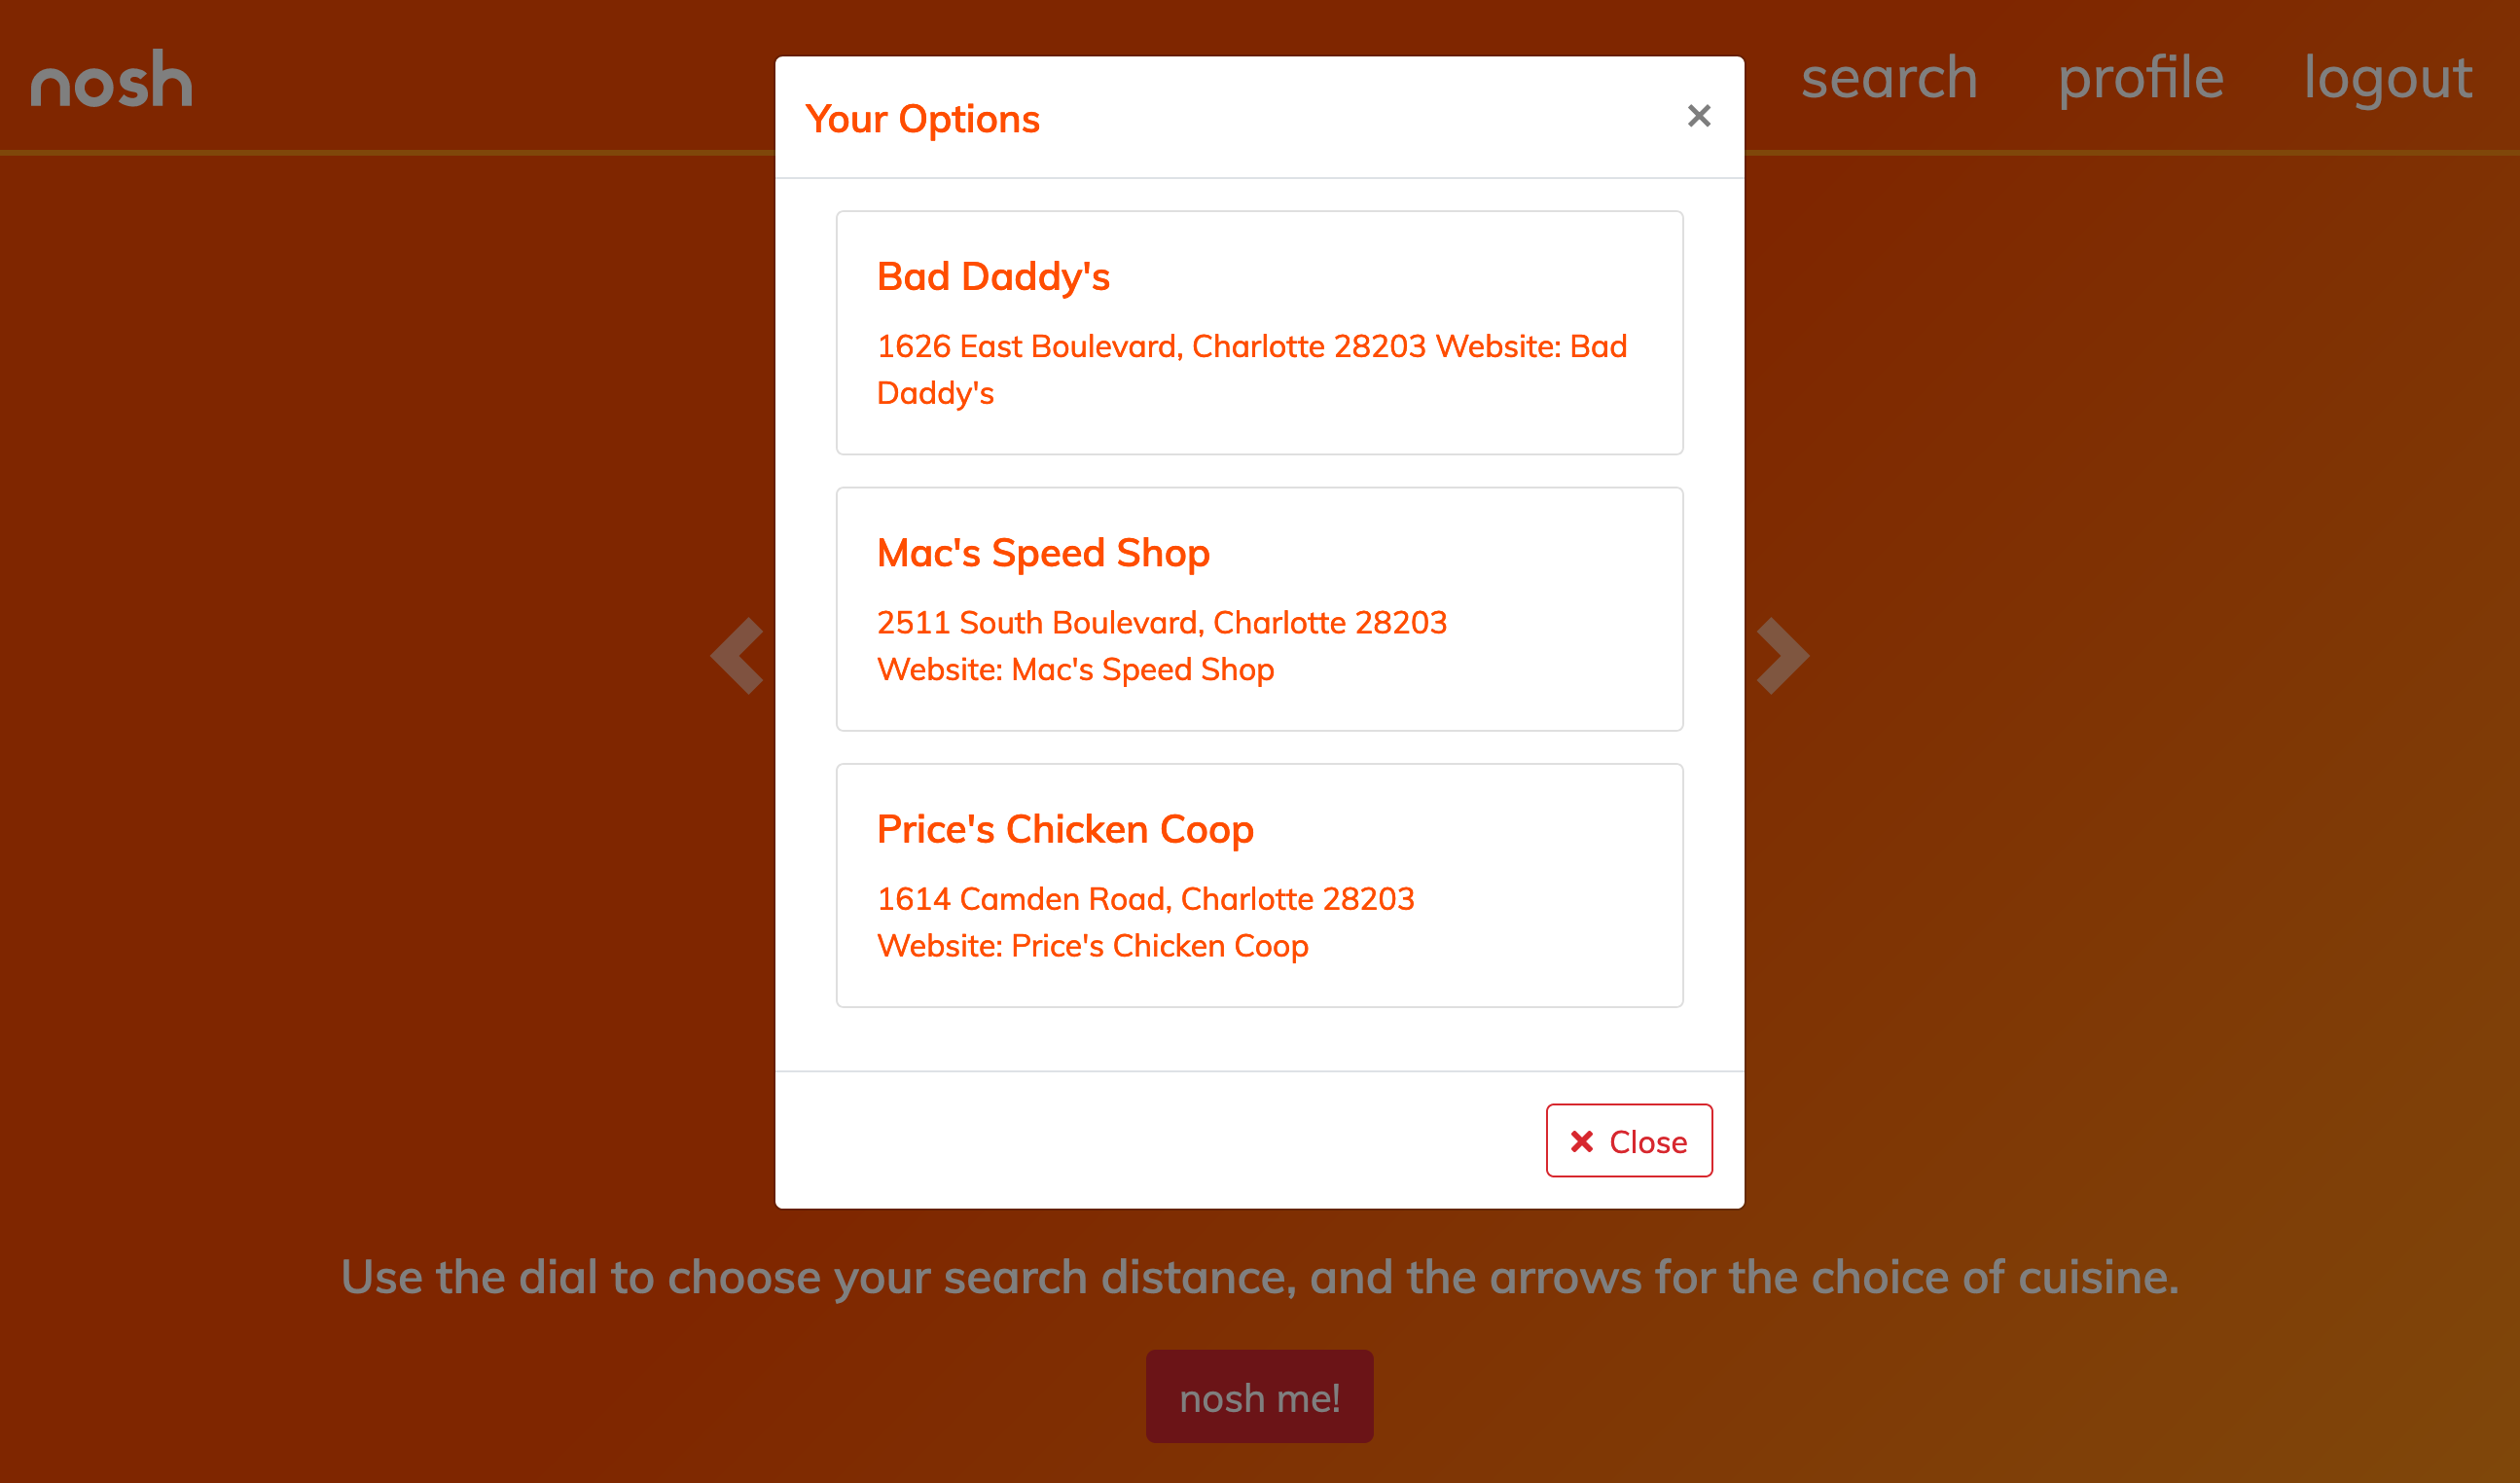 nosh
search profile logout
Your Options
Bad Daddy's
1626 East Boulevard, Charlotte 28203 Website: Bad
Daddy's
Mac's Speed Shop
2511 South Boulevard, Charlotte 28203
Website: Mac's Speed Shop
Price's Chicken Coop
1614 Camden Road, Charlotte 28203
Website: Price's Chicken Coop
Close
Use the dial to choose your search distance, and the arrows for the choice of cuisine.
nosh me!